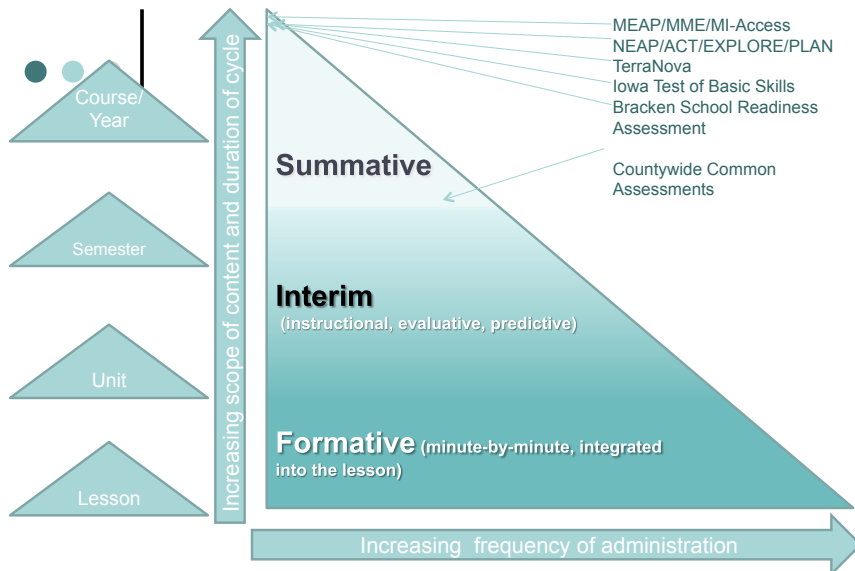 Course/
Year
Semester
Unit
Lesson
Increasing scope of content and duration of cycle
Summative
Interim
(instructional, evaluative, predictive)
Formative (minute-by-minute, integrated
into the lesson)
MEAP/MME/MI-Access
NEAP/ACT/EXPLORE/PLAN
TerraNova
Iowa Test of Basic Skills
Bracken School Readiness
Assessment
Countywide Common
Assessments
Increasing frequency of administration